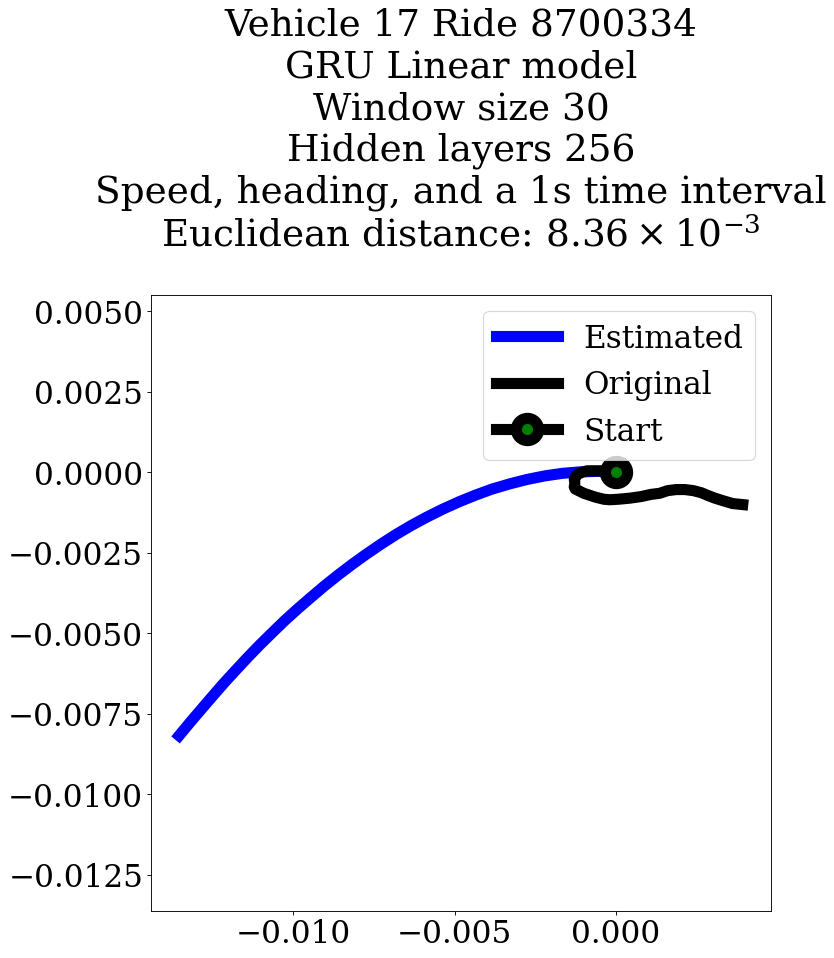 Vehicle 17 Ride 8700334
GRU Linear model
Window size 30
Hidden layers 256
Speed, heading, and a 1s time interval
Euclidean distance: 8.36 × 10⁻³
0.0050
0.0025
0.0000
−0.0025
−0.0050
−0.0075
−0.0100
−0.0125
Estimated
Original
Start
−0.010
−0.005
0.000